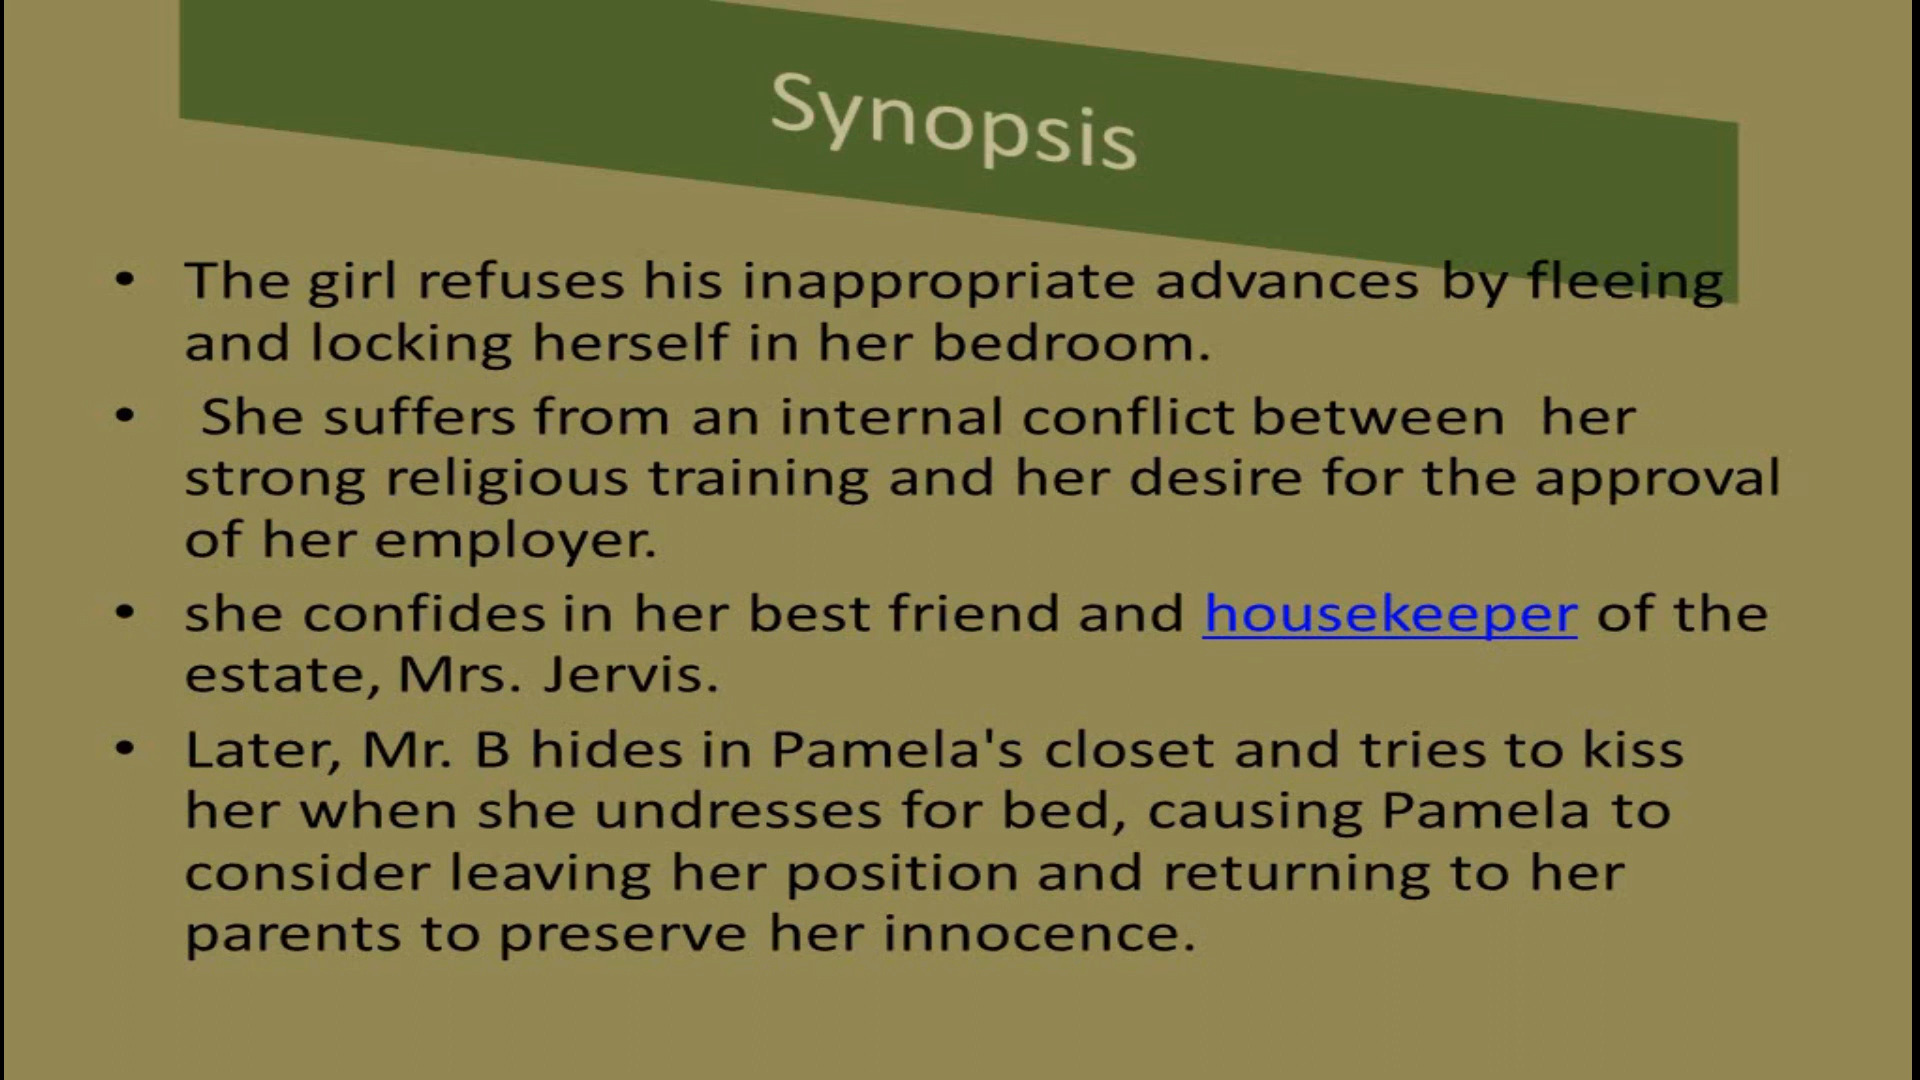 Synopsis
• The girl refuses his inappropriate advances by fleeing
and locking herself in her bedroom.
• She suffers from an internal conflict between her
strong religious training and her desire for the approval
of her employer.
• she confides in her best friend and housekeeper of the
estate, Mrs. Jervis.
• Later, Mr. B hides in Pamela's closet and tries to kiss
her when she undresses for bed, causing Pamela to
consider leaving her position and returning to her
parents to preserve her innocence.